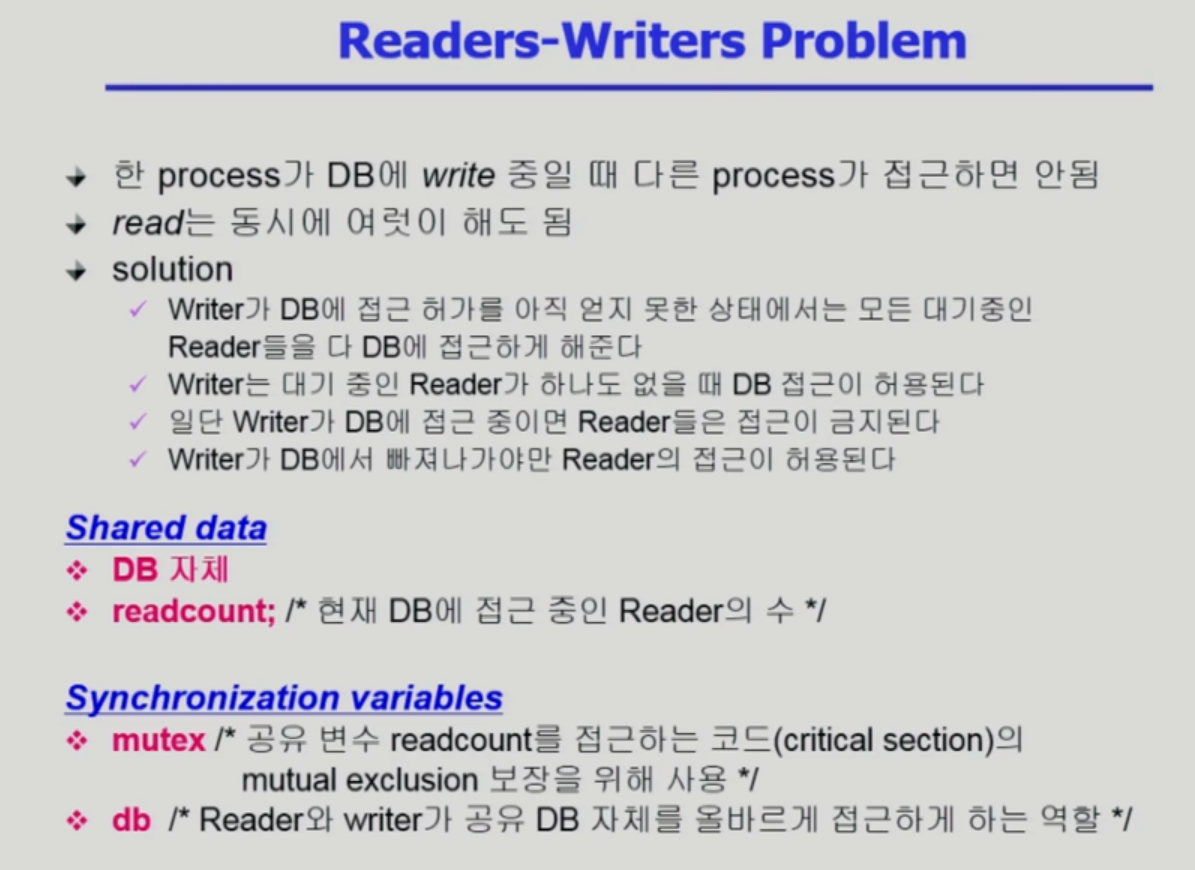 Readers-Writers Problem
한 process가 DB에 write 중일 때 다른 process가 접근하면 안됨
read는 동시에 여럿이 해도 됨
solution
Writer가 DB에 접근 허가를 아직 얻지 못한 상태에서는 모든 대기중인
Reader들을 다 DB에 접근하게 해준다
Writer는 대기 중인 Reader가 하나도 없을 때 DB 접근이 허용된다
일단 Writer가 DB에 접근 중이면 Reader들은 접근이 금지된다
Writer가 DB에서 빠져나가야만 Reader의 접근이 허용된다
Shared data
DB 자체
readcount; /* 현재 DB에 접근 중인 Reader의 수 */
Synchronization variables
mutex /* 공유 변수 readcount를 접근하는 코드(critical section)의
mutual exclusion 보장을 위해 사용 */
db /* Reader와 writer가 공유 DB 자체를 올바르게 접근하게 하는 역할 */